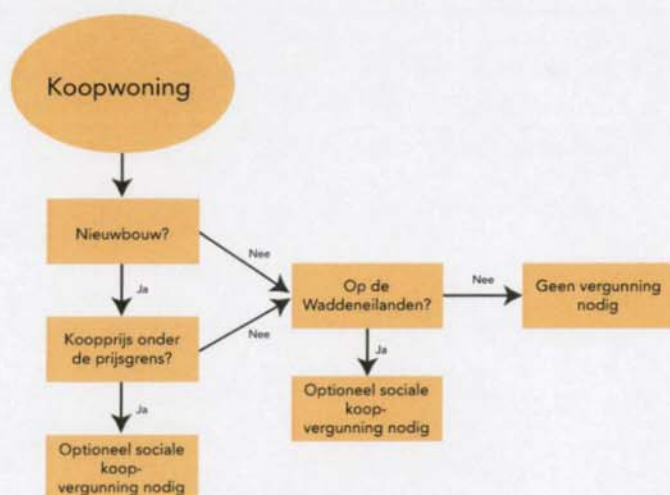 Koopwoning
Nieuwbouw?
Nee
Ja
Op de
Waddeneilanden?
Nee
Geen vergunning
nodig
Koopprijs onder
de prijsgrens?
Nee
Ja
Ja
Optioneel sociale
koop-
vergunning nodig
Optioneel sociale
koop-
vergunning nodig